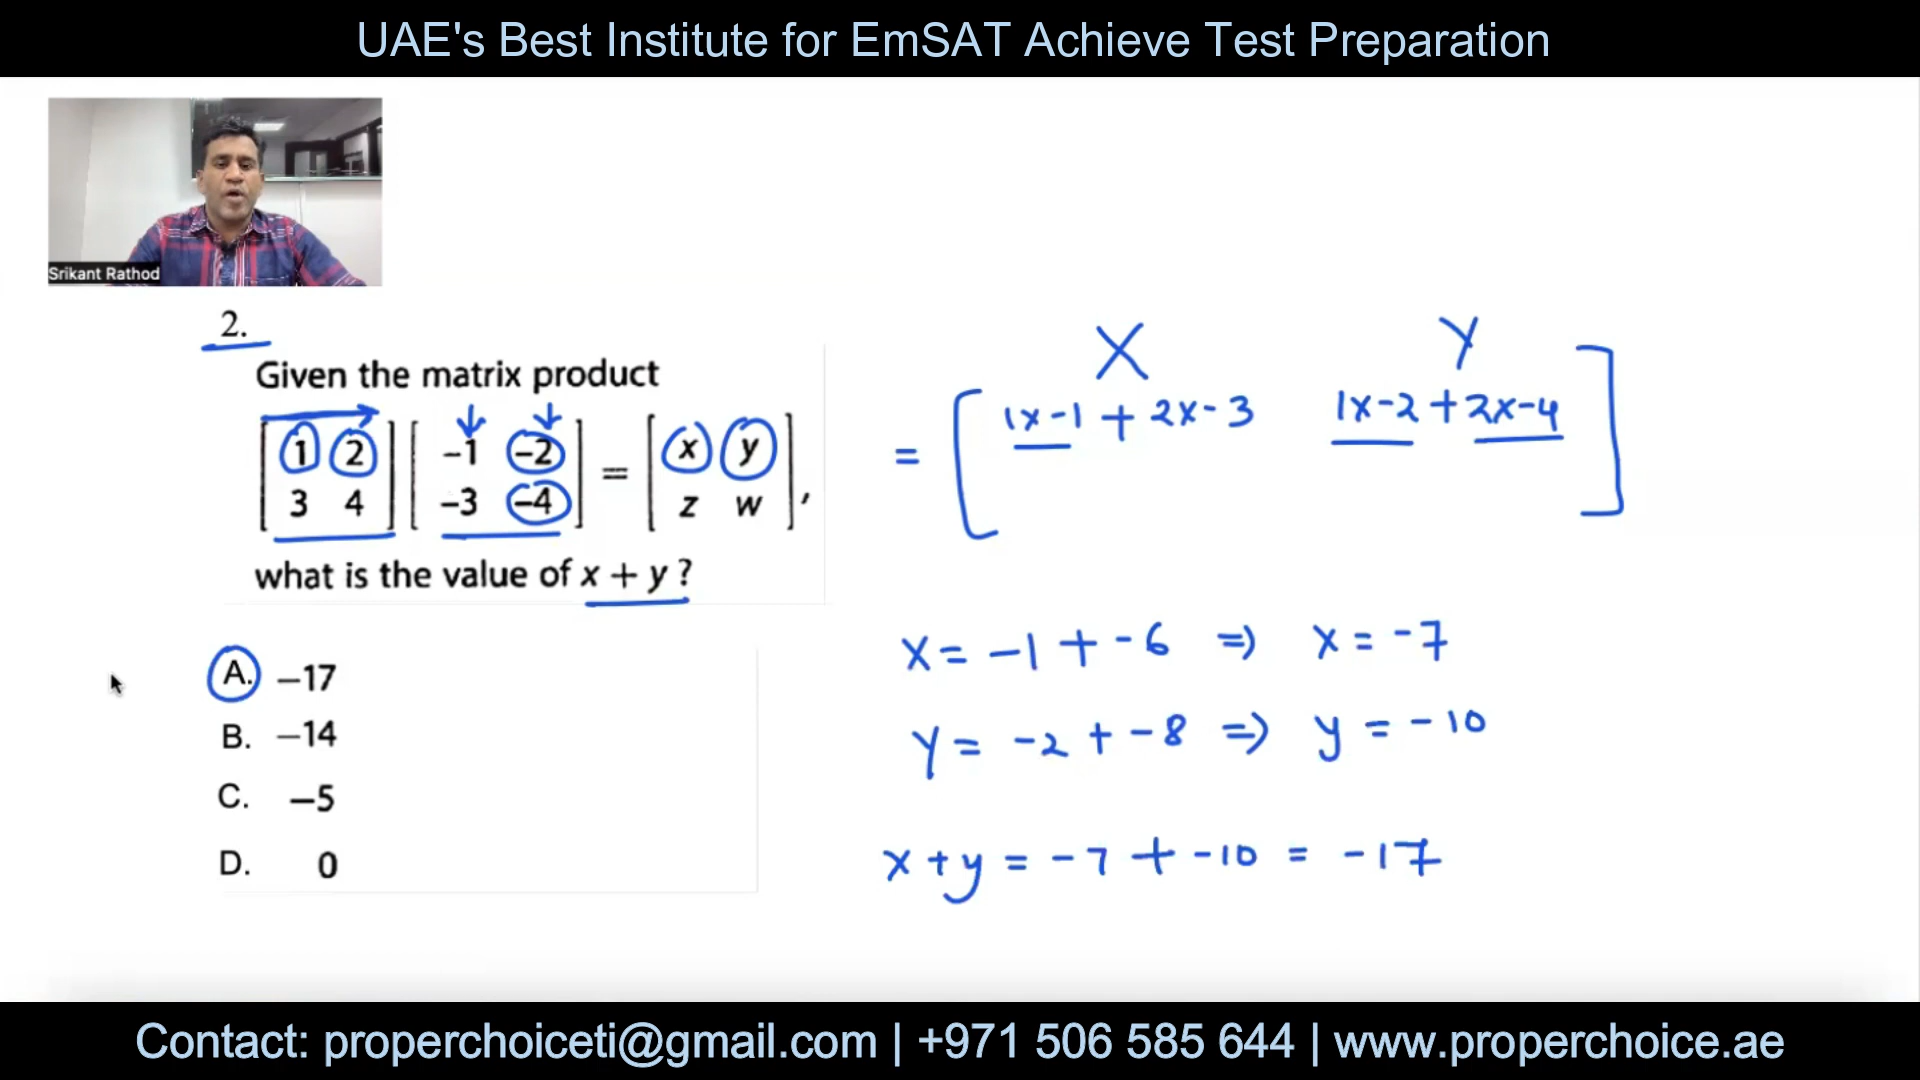 UAE's Best Institute for EmSAT Achieve Test Preparation
Srikant Rathod
2.
Given the matrix product
[1 2] [-1 -2] = [x y]
[3 4] [-3 -4] [z w],
what is the value of x + y ?
A. -17
B. -14
C. -5
D. 0
X Y
= [1x-1 + 2x-3 1x-2+2x-4]
x = -1 + -6 => x = -7
y = -2 + -8 => y = -10
x+y = -7 + -10 = -17
Contact: properchoiceti@gmail.com | +971 506 585 644 | www.properchoice.ae